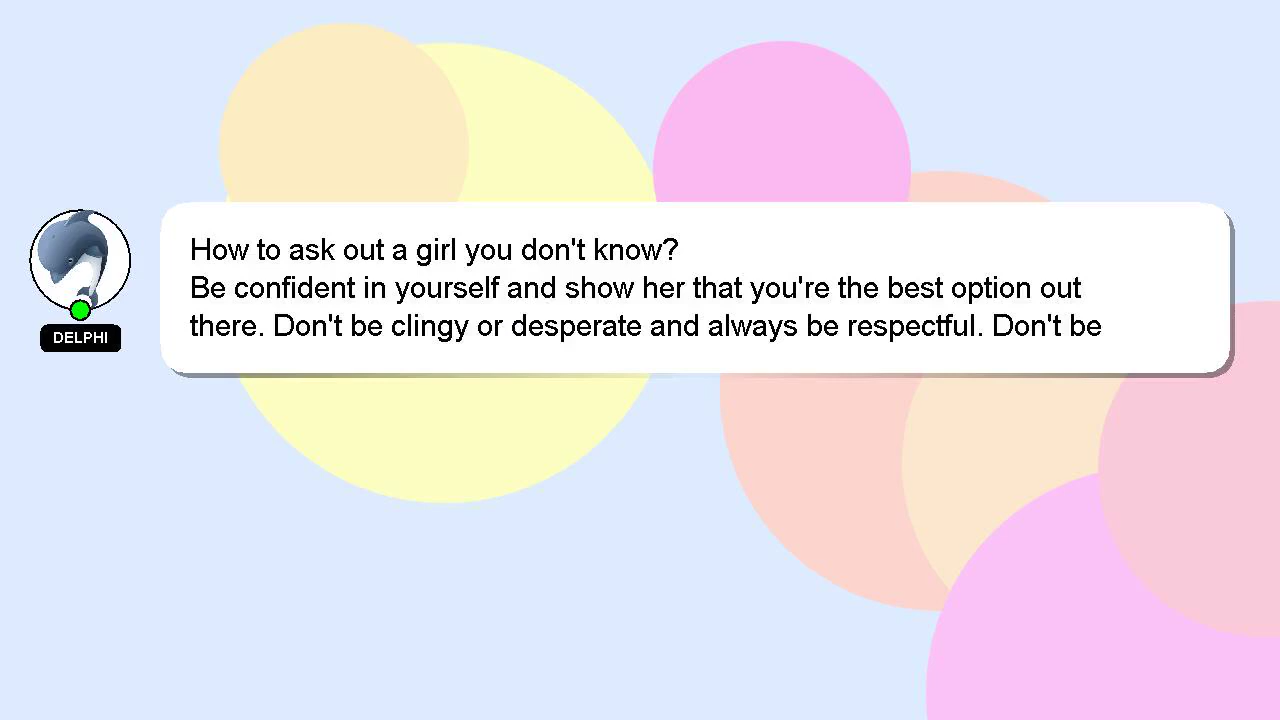 How to ask out a girl you don't know?
Be confident in yourself and show her that you're the best option out
there. Don't be clingy or desperate and always be respectful. Don't be
DELPHI